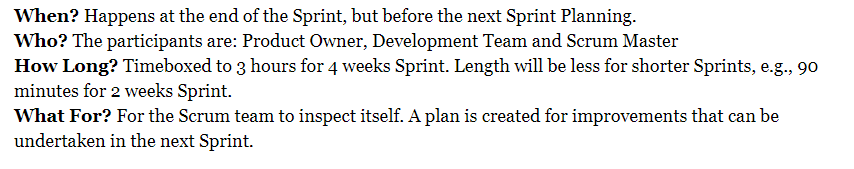 When? Happens at the end of the Sprint, but before the next Sprint Planning.
Who? The participants are: Product Owner, Development Team and Scrum Master
How Long? Timeboxed to 3 hours for 4 weeks Sprint. Length will be less for shorter Sprints, e.g., 90
minutes for 2 weeks Sprint.
What For? For the Scrum team to inspect itself. A plan is created for improvements that can be
undertaken in the next Sprint.